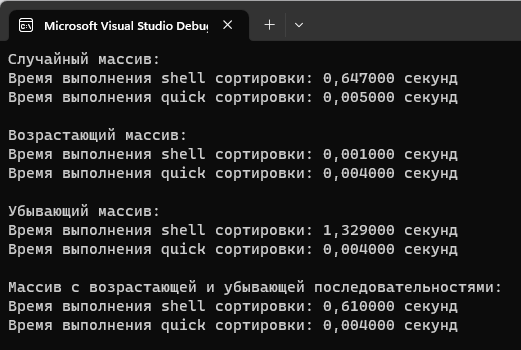 Microsoft Visual Studio Debug
Случайный массив:
Время выполнения shell сортировки: 0,647000 секунд
Время выполнения quick сортировки: 0,005000 секунд
Возрастающий массив:
Время выполнения shell сортировки: 0,001000 секунд
Время выполнения quick сортировки: 0,004000 секунд
Убывающий массив:
Время выполнения shell сортировки: 1,329000 секунд
Время выполнения quick сортировки: 0,004000 секунд
Массив с возрастающей и убывающей последовательностями:
Время выполнения shell сортировки: 0,610000 секунд
Время выполнения quick сортировки: 0,004000 секунд